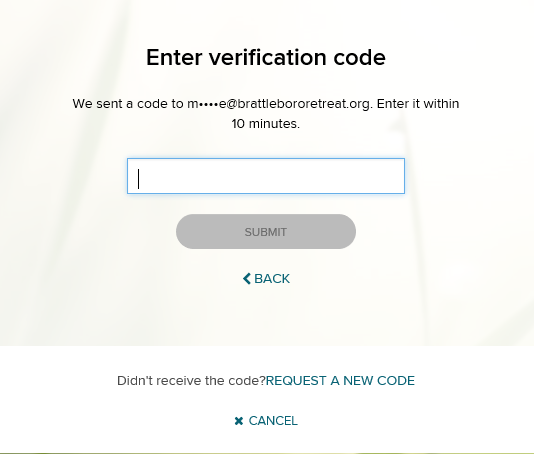 Enter verification code
We sent a code to m••••e@brattlebororetreat.org. Enter it within
10 minutes.
SUBMIT
BACK
Didn't receive the code?REQUEST A NEW CODE
CANCEL